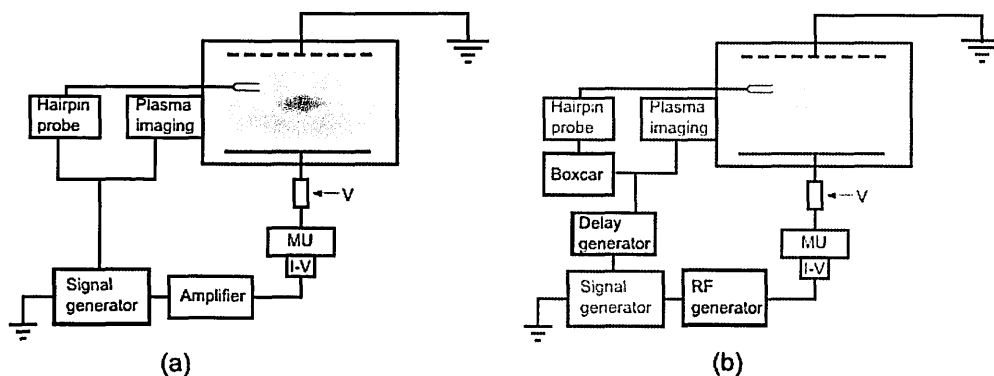 Hairpin
probe
Plasma
imaging
V
MU
I-V
Signal
generator
Amplifier
(a)
Hairpin
probe
Plasma
imaging
Boxcar
V
Delay
generator
MU
I-V
Signal
generator
RF
generator
(b)